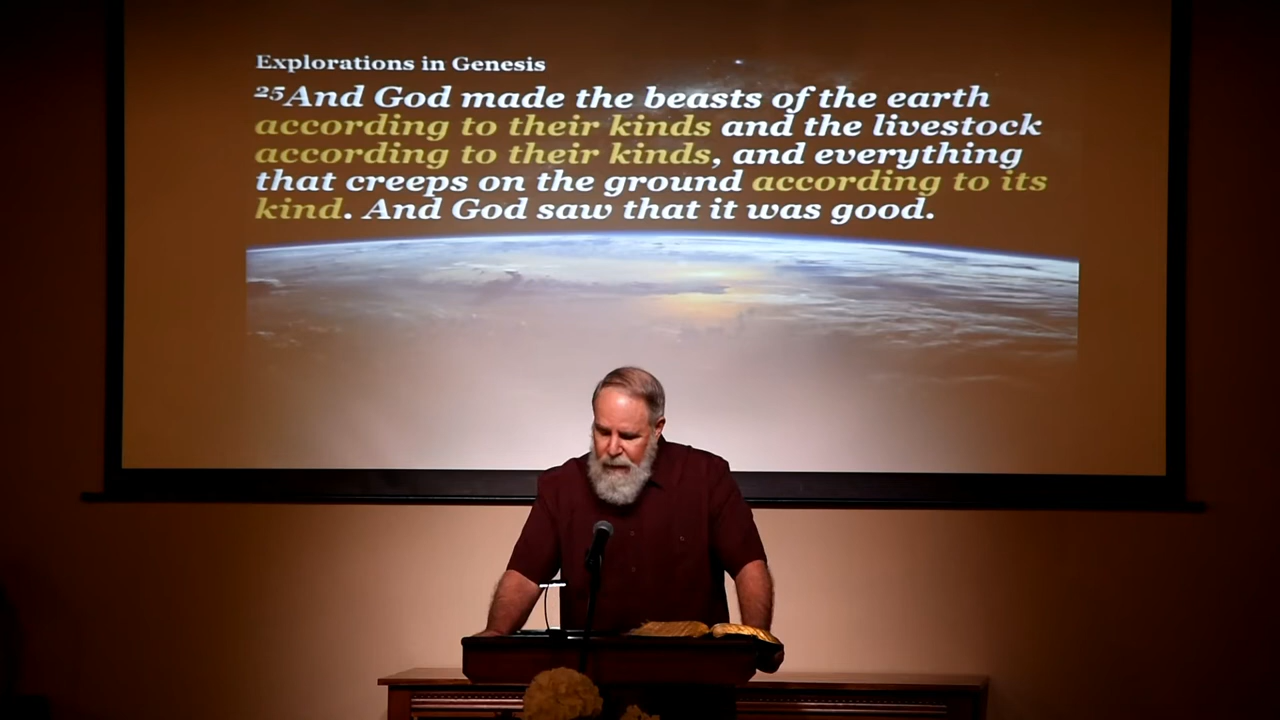 Explorations in Genesis
25And God made the beasts of the earth
according to their kinds and the livestock
according to their kinds, and everything
that creeps on the ground according to its
kind. And God saw that it was good.